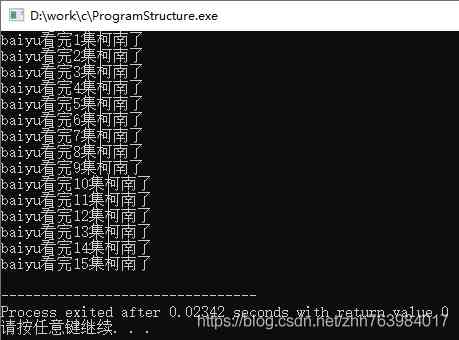 D:\work\c\ProgramStructure.exe
baiyu看完1集柯南了
baiyu看完2集柯南了
baiyu看完3集柯南了
baiyu看完4集柯南了
baiyu看完5集柯南了
baiyu看完6集柯南了
baiyu看完7集柯南了
baiyu看完8集柯南了
baiyu看完9集柯南了
baiyu看完10集柯南了
baiyu看完11集柯南了
baiyu看完12集柯南了
baiyu看完13集柯南了
baiyu看完14集柯南了
baiyu看完15集柯南了
--------------------------------
Process exited after 0.02342 seconds with return value 0
请按任意键继续. . .
https://blog.csdn.net/zhh763984017